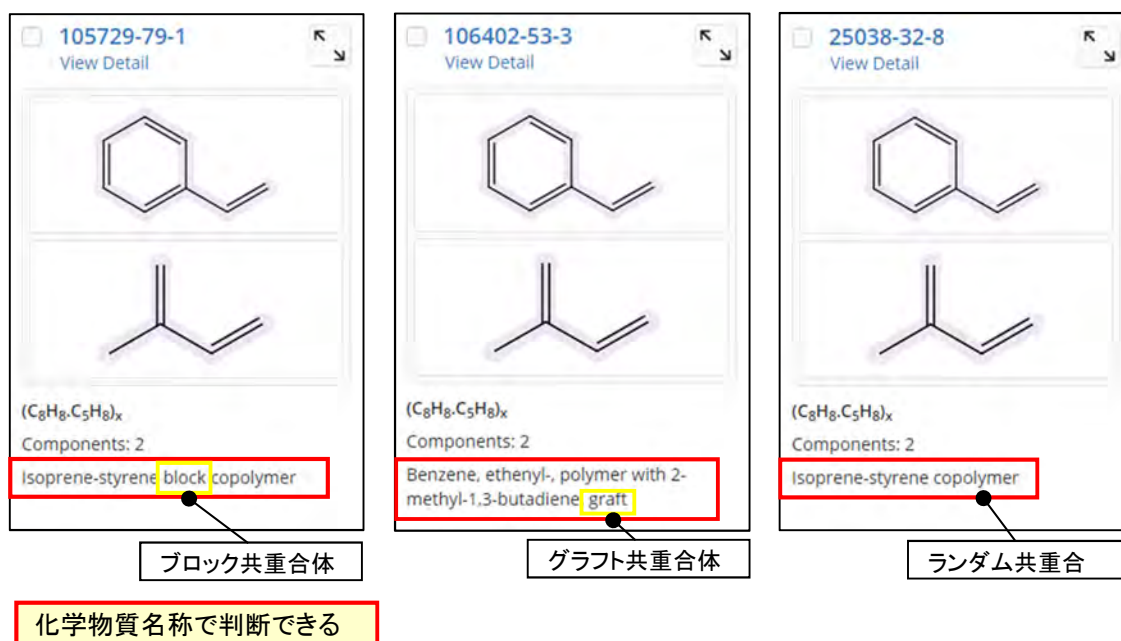 105729-79-1
View Detail
(C₈H₈.C₅H₈)ₓ
Components: 2
Isoprene-styrene block copolymer
ブロック共重合体
106402-53-3
View Detail
(C₈H₈.C₅H₈)ₓ
Components: 2
Benzene, ethenyl-, polymer with 2-
methyl-1,3-butadiene graft
グラフト共重合体
25038-32-8
View Detail
(C₈H₈.C₅H₈)ₓ
Components: 2
Isoprene-styrene copolymer
ランダム共重合
化学物質名称で判断できる